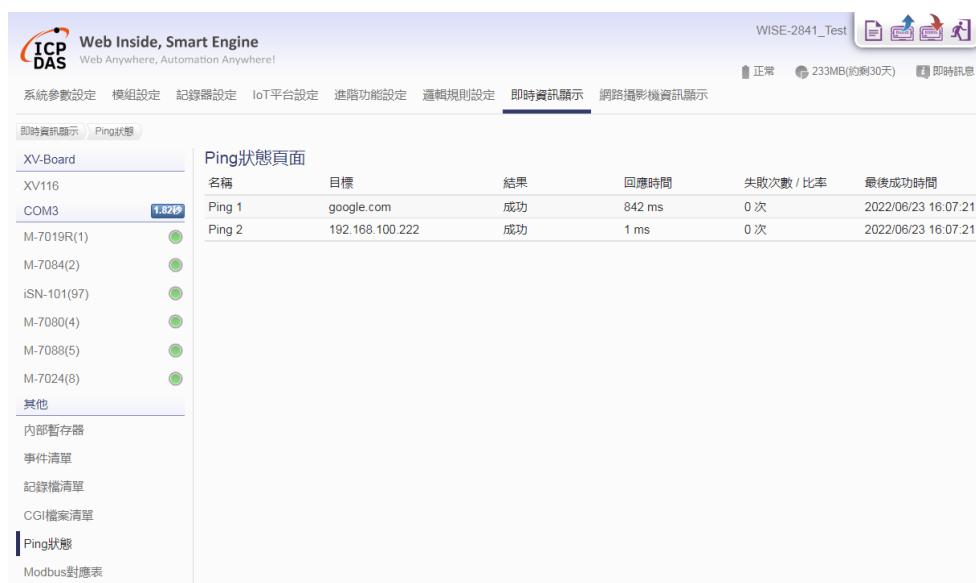 ICP DAS
Web Inside, Smart Engine
Web Anywhere, Automation Anywhere!
WISE-2841_Test
正常 233MB(約剩30天) 即時訊息
系統參數設定 模組設定 記錄器設定 IoT平台設定 進階功能設定 邏輯規則設定 即時資訊顯示 網路攝影機資訊顯示
即時資訊顯示 Ping狀態
XV-Board
XV116
COM3 1.82秒
M-7019R(1)
M-7084(2)
iSN-101(97)
M-7080(4)
M-7088(5)
M-7024(8)
其他
內部暫存器
事件清單
記錄檔清單
CGI檔案清單
Ping狀態
Modbus對應表
Ping狀態頁面
名稱 目標 結果 回應時間 失敗次數 / 比率 最後成功時間
Ping 1 google.com 成功 842 ms 0 次 2022/06/23 16:07:21
Ping 2 192.168.100.222 成功 1 ms 0 次 2022/06/23 16:07:21